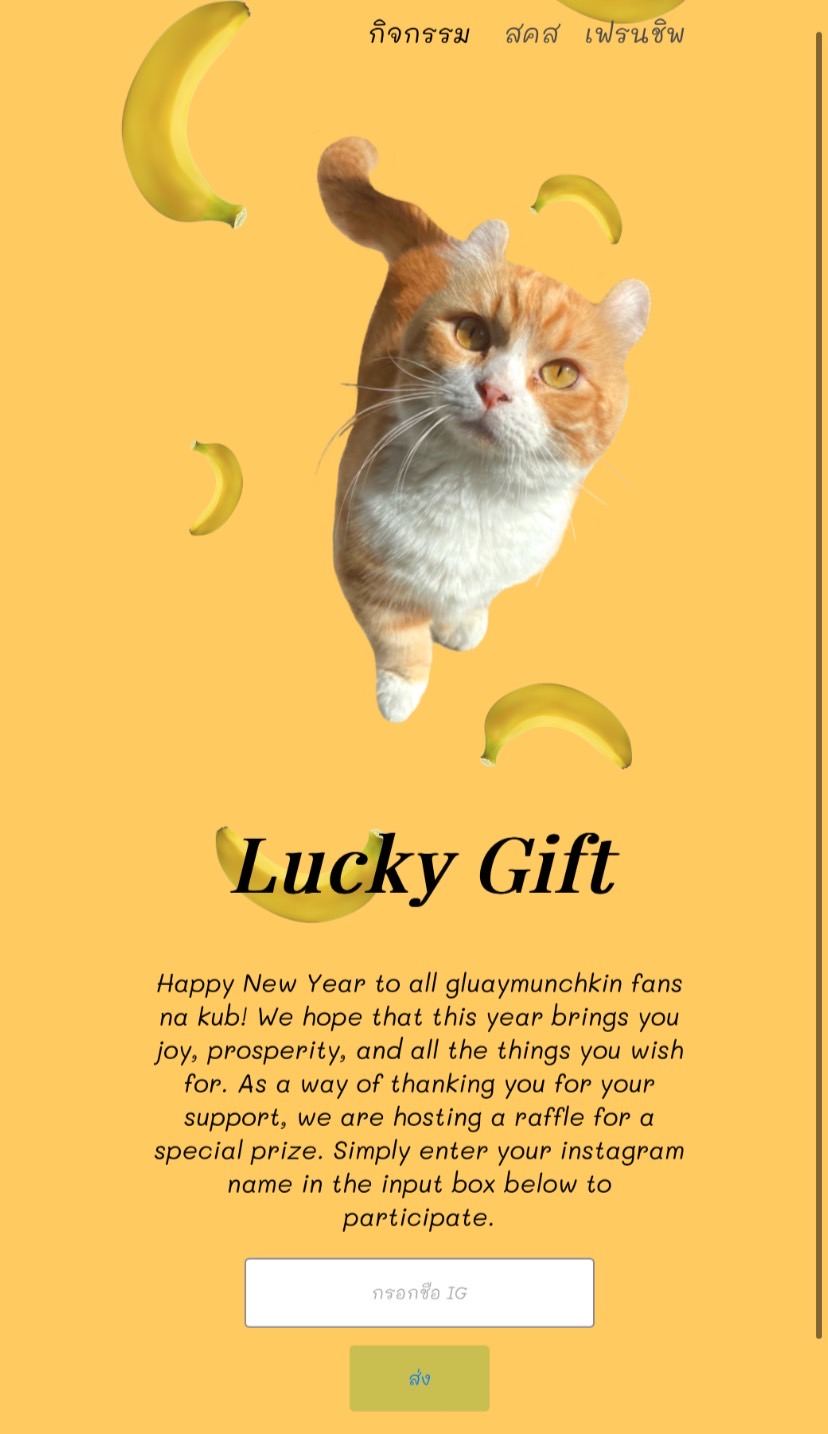 กิจกรรม สคส เฟรนชิพ
Lucky Gift
Happy New Year to all gluaymunchkin fans
na kub! We hope that this year brings you
joy, prosperity, and all the things you wish
for. As a way of thanking you for your
support, we are hosting a raffle for a
special prize. Simply enter your instagram
name in the input box below to
participate.
กรอกชือ IG
ส่ง